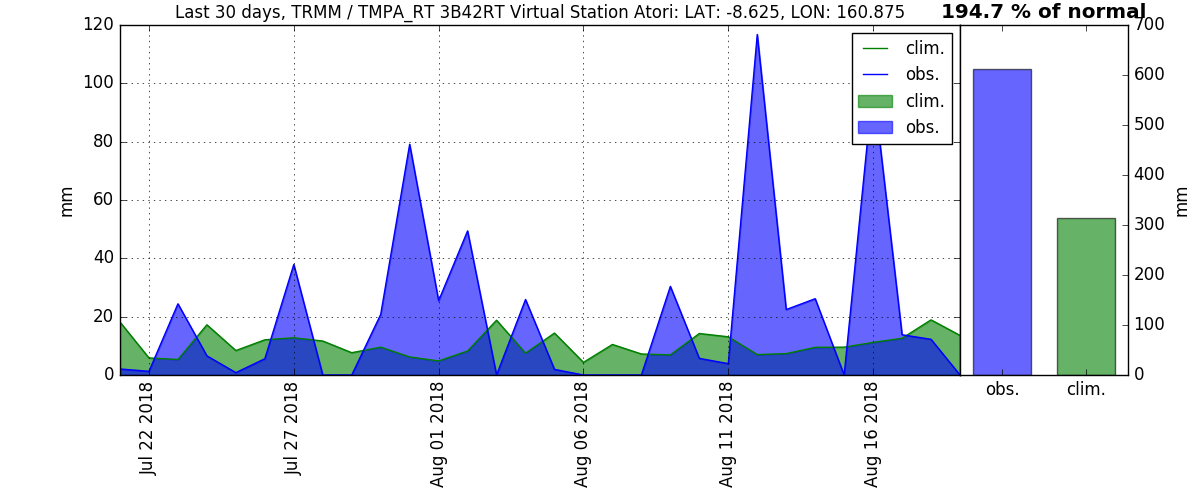 Last 30 days, TRMM / TMPA_RT 3B42RT Virtual Station Atori: LAT: -8.625, LON: 160.875
194.7 % of normal
120
100
80
60
40
20
0
mm
clim.
obs.
clim.
obs.
Jul 22 2018
Jul 27 2018
Aug 01 2018
Aug 06 2018
Aug 11 2018
Aug 16 2018
700
600
500
400
300
200
100
0
mm
obs.
clim.